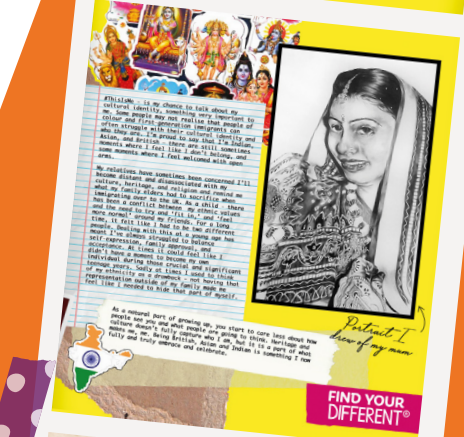 #ThisIsMe - is my chance to talk about my
cultural identity, something very important to
me. Some people may not realise that people of
colour and first-generation immigrants can
often struggle with their cultural identity and
who they are. I'm proud to say that I'm Indian,
Asian, and British - there are still sometimes
moments where I feel like I don't belong, and
some moments where I feel welcomed with open
arms.
My relatives have sometimes been concerned I'll
become distant and disassociated with my
culture, heritage, and religion and remind me
what my family elders had to sacrifice when
immigrating over to the UK. As a child - there
has been a conflict between my ethnic values
and the need to try and 'fit in,' and 'feel
more normal' around my friends. For a long
time, it felt like I had to be two different
people. Dealing with this at a young age has
meant I've always struggled to balance
self-expression, family approval, and
acceptance. At times it could feel like I
didn't have a moment to become my own
individual during those crucial and significant
teenage years. Sadly at times I used to think
of my ethnicity as a drawback - not having that
representation outside of my family made me
feel like I needed to hide that part of myself.
As a natural part of growing up, you start to care less about how
people see you and what people are going to think. Heritage and
culture doesn't fully capture who I am, but it is a part of what
makes me, me. Being British, Asian and Indian is something I now
fully and truly embrace and celebrate.
Portrait I
drew of my mum
FIND YOUR
DIFFERENT®